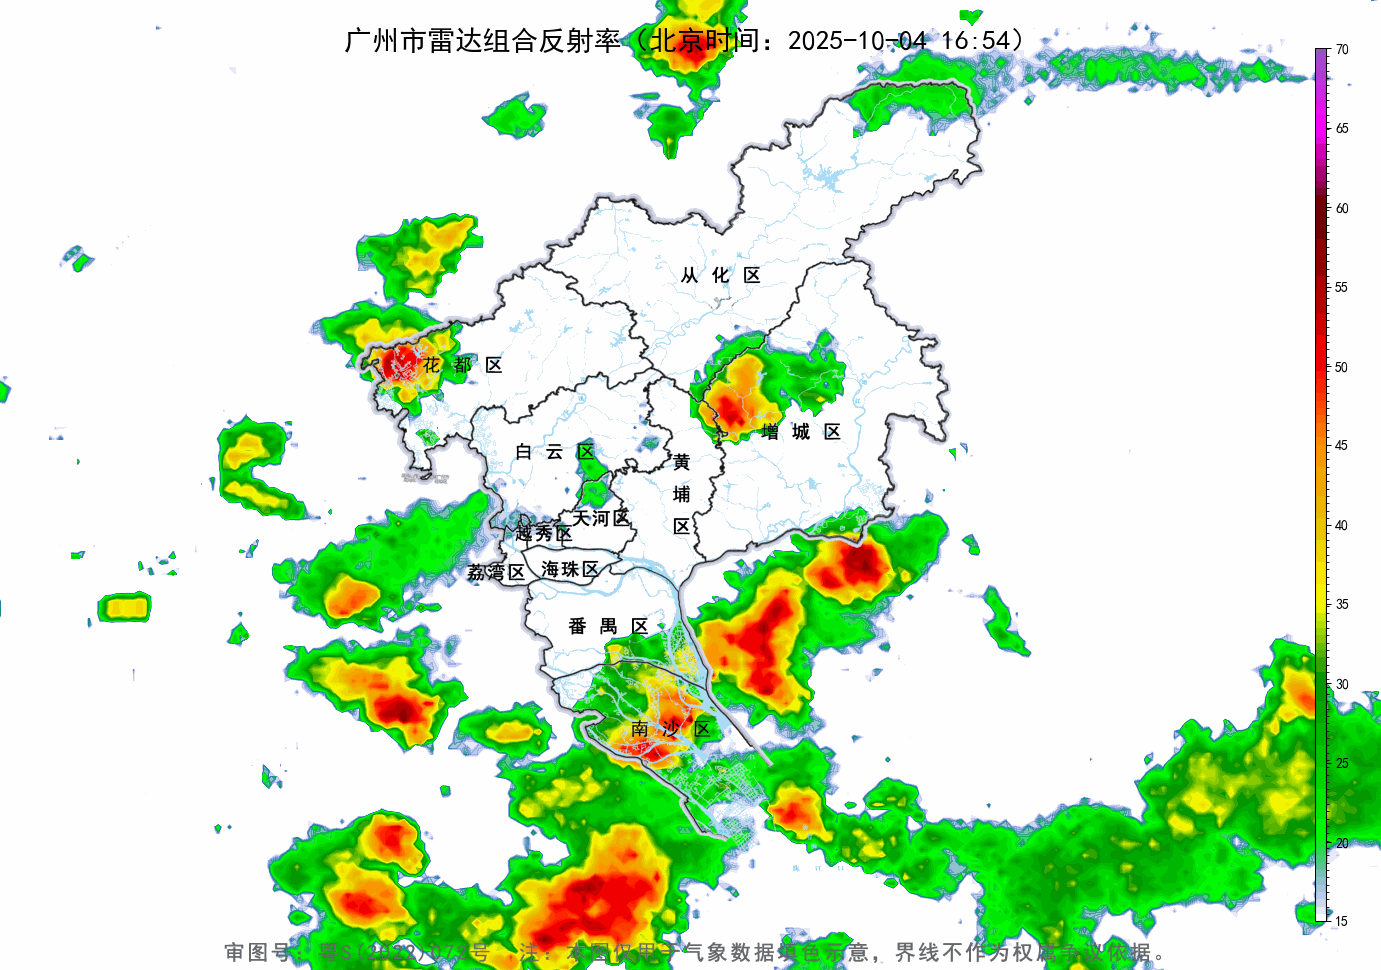 广州市雷达组合反射率（北京时间：2025-10-04 16:54）
70
65
60
55
50
45
40
35
30
25
20
15
从 化 区
花 都 区
增 城 区
白 云 区
黄
埔
区
天河区
越秀区
荔湾区
海珠区
番 禺 区
南 沙 区
审图号：粤S(2022)073号 注：本图仅用于气象数据填色示意，界线不作为权属争议依据。